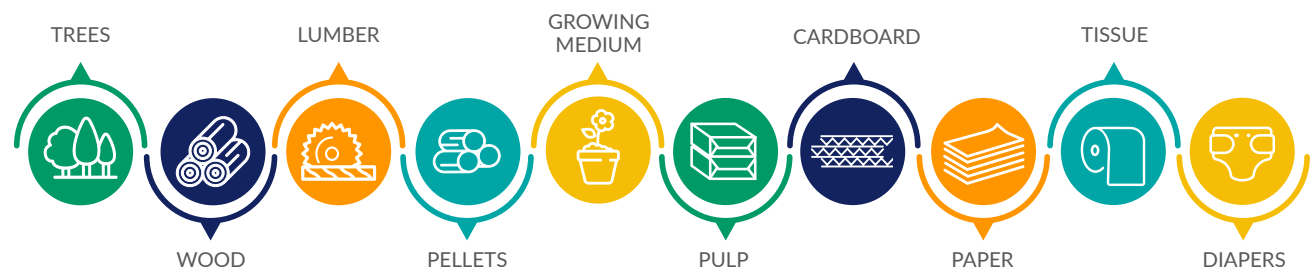 TREES
WOOD
LUMBER
PELLETS
GROWING
MEDIUM
PULP
CARDBOARD
PAPER
TISSUE
DIAPERS